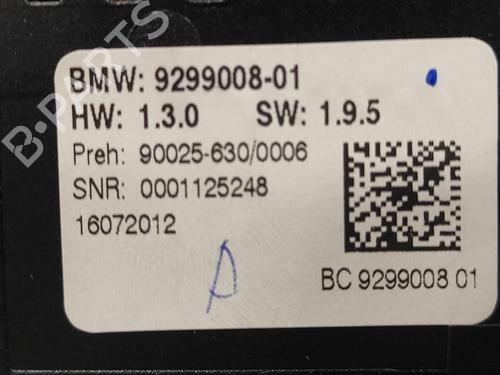 BMW: 9299008-01
HW: 1.3.0 SW: 1.9.5
Preh: 90025-630/0006
SNR: 0001125248
16072012
BC 9299008 01
B-PARTS